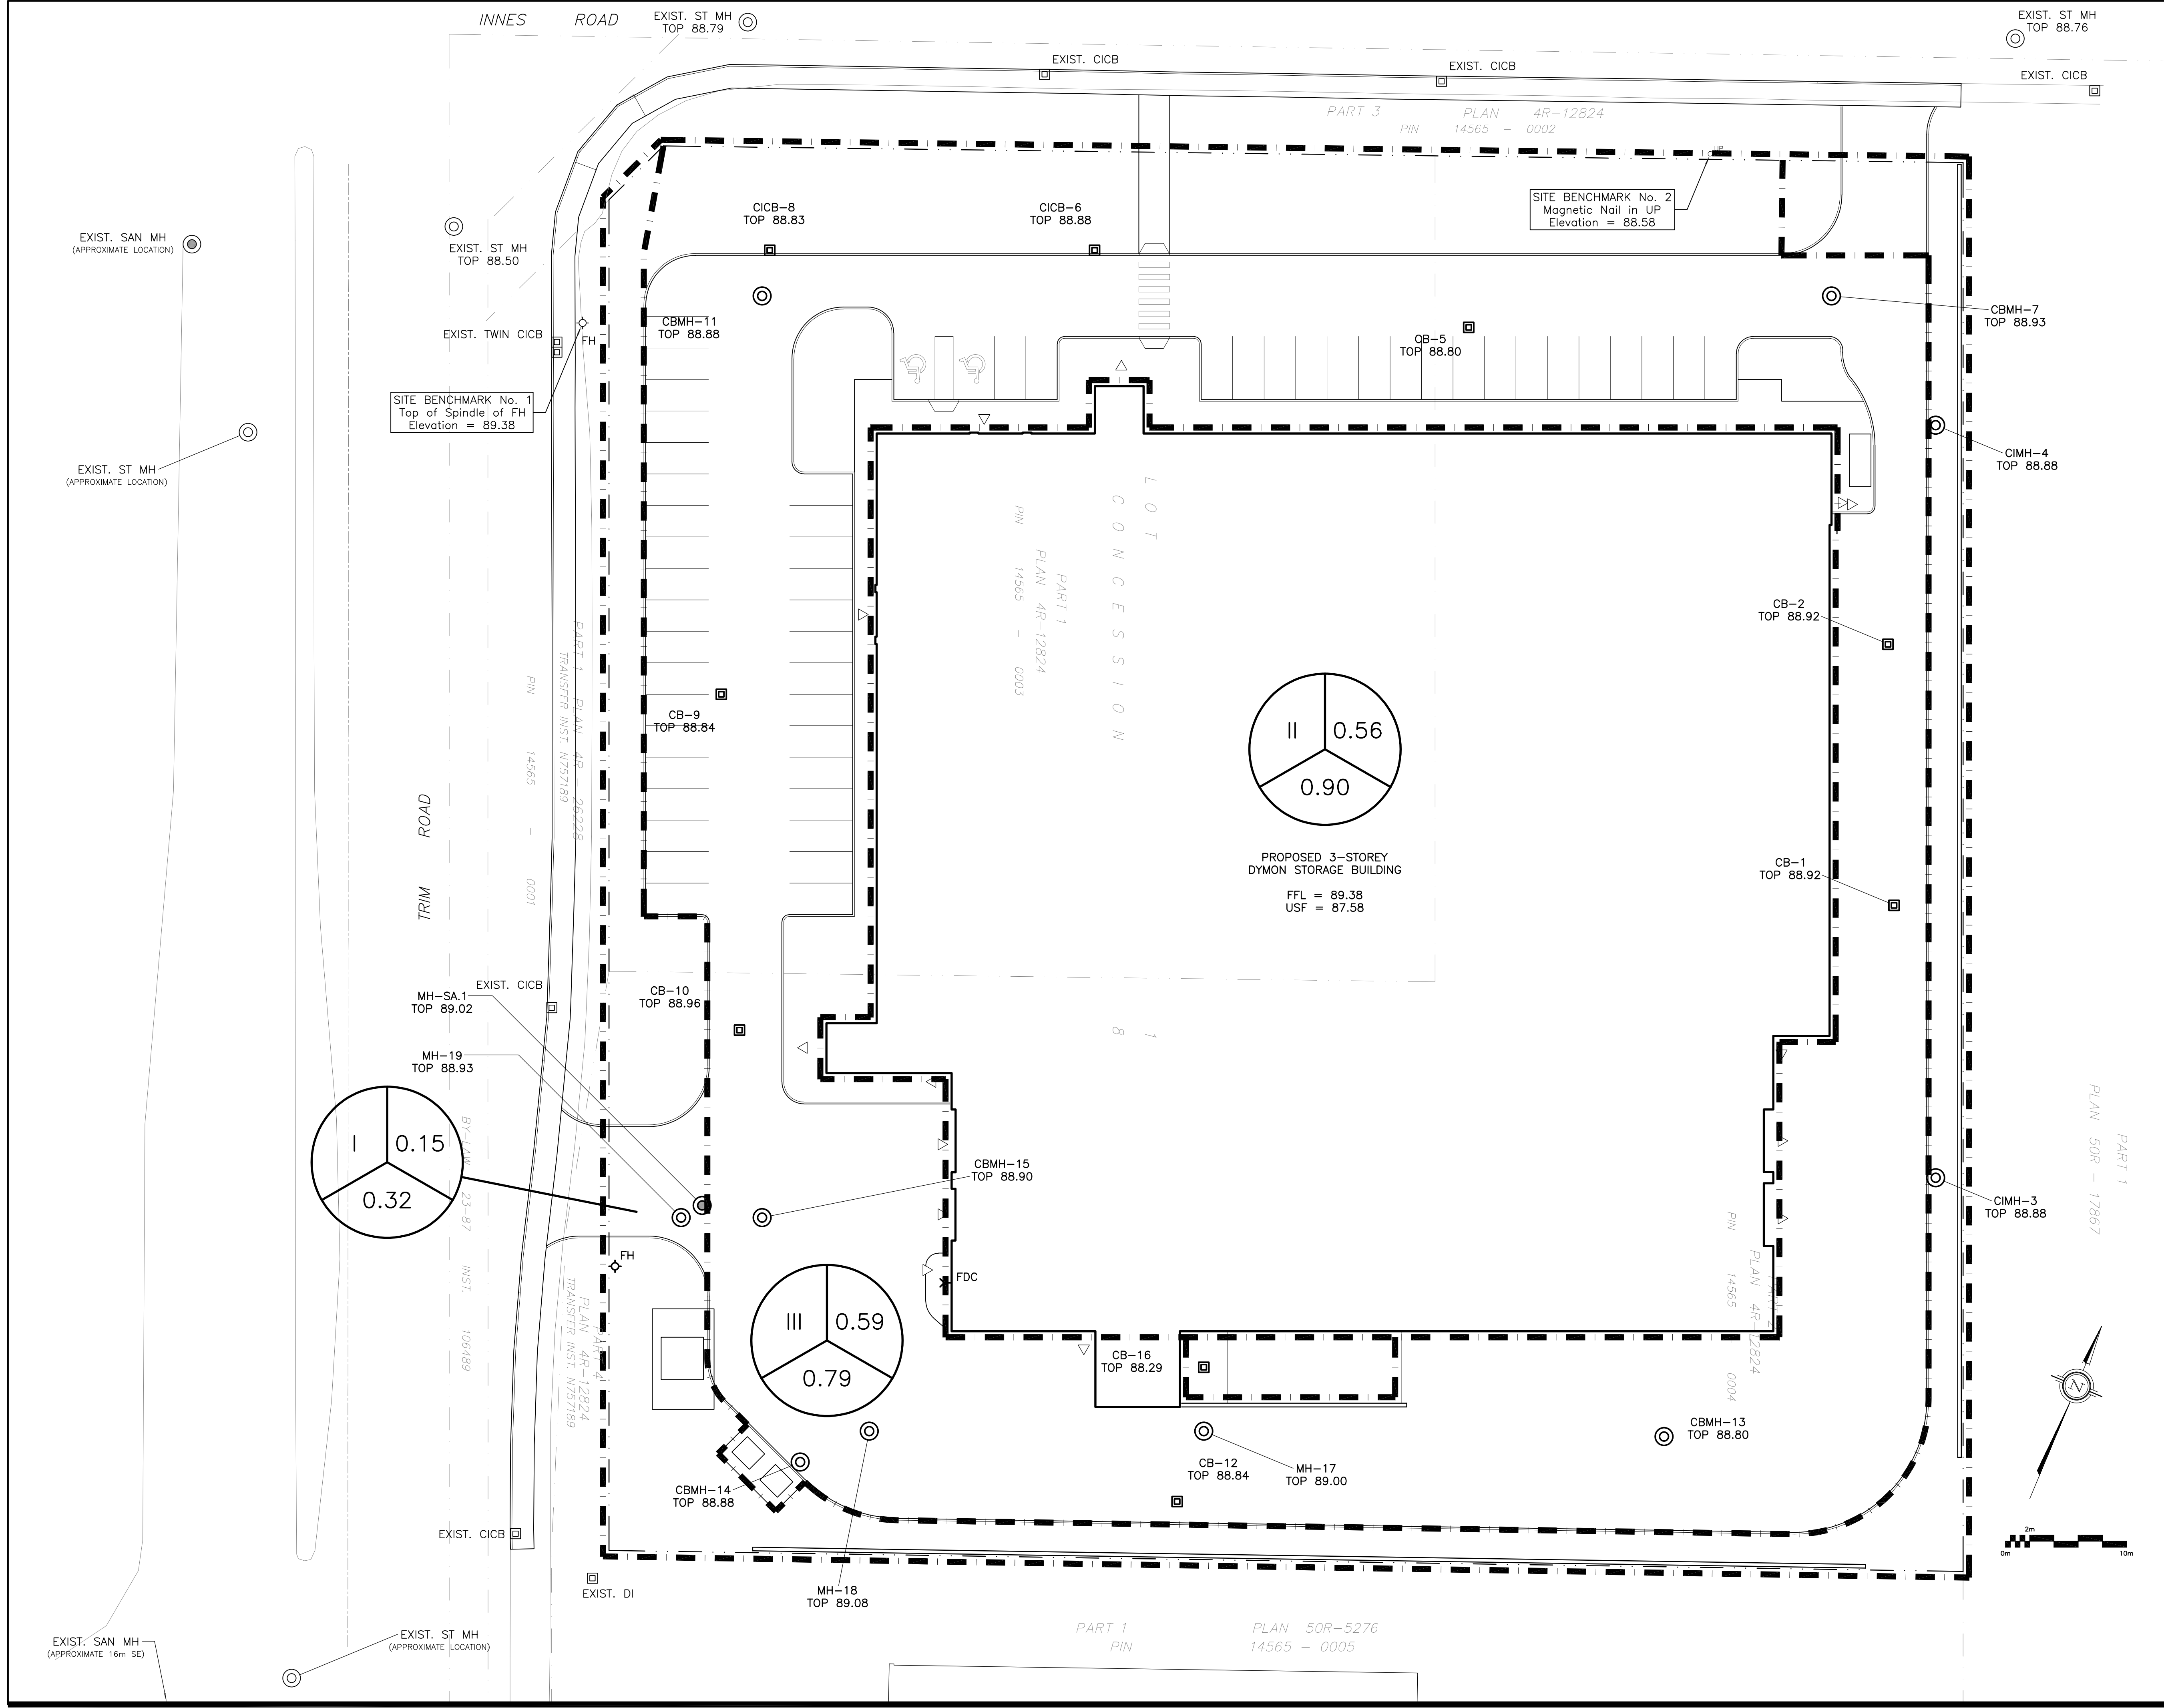 INNES ROAD
EXIST. ST MH
TOP 88.79
EXIST. ST MH
TOP 88.76
EXIST. CICB
EXIST. CICB
EXIST. CICB
PART 3 PLAN 4R-12824
PIN 14565 - 0002
UP
SITE BENCHMARK No. 2
Magnetic Nail in UP
Elevation = 88.58
CICB-8
TOP 88.83
CICB-6
TOP 88.88
EXIST. SAN MH
(APPROXIMATE LOCATION)
EXIST. ST MH
TOP 88.50
CBMH-11
TOP 88.88
CBMH-7
TOP 88.93
EXIST. TWIN CICB
FH
CB-5
TOP 88.80
SITE BENCHMARK No. 1
Top of Spindle of FH
Elevation = 89.38
EXIST. ST MH
(APPROXIMATE LOCATION)
CIMH-4
TOP 88.88
LOT 1
CONCESSION 8
PART 1
PLAN 4R-12824
PIN 14565 - 0003
CB-2
TOP 88.92
PART 1 PLAN 4R - 26228
TRANSFER INST. N757189
PIN 14565 - 0001
CB-9
TOP 88.84
II
0.56
0.90
TRIM ROAD
PROPOSED 3-STOREY
DYMON STORAGE BUILDING
FFL = 89.38
USF = 87.58
CB-1
TOP 88.92
EXIST. CICB
MH-SA.1
TOP 89.02
CB-10
TOP 88.96
MH-19
TOP 88.93
I
0.15
0.32
BY-LAW 23-87 INST. 106489
CBMH-15
TOP 88.90
PART 1
PLAN 50R - 17867
CIMH-3
TOP 88.88
FH
FDC
III
0.59
0.79
PLAN 4R-12824
TRANSFER INST. N757189
PLAN 4R-12824
PIN 14565 - 0004
CB-16
TOP 88.29
N
CBMH-13
TOP 88.80
CB-12
TOP 88.84
MH-17
TOP 89.00
CBMH-14
TOP 88.88
EXIST. CICB
2m
0m
10m
EXIST. DI
MH-18
TOP 89.08
PART 1 PLAN 50R-5276
PIN 14565 - 0005
EXIST. SAN MH
(APPROXIMATE 16m SE)
EXIST. ST MH
(APPROXIMATE LOCATION)